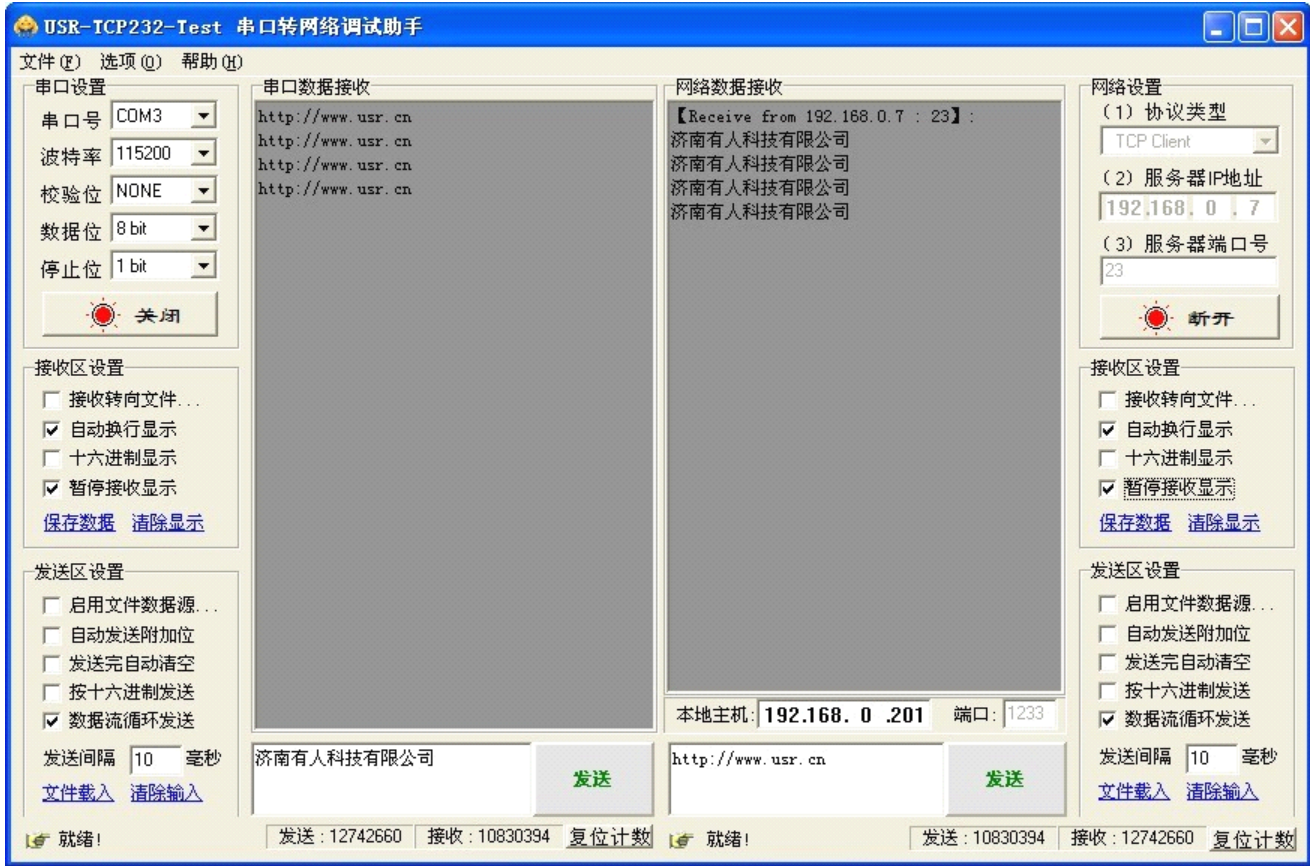 USR-TCP232-Test 串口转网络调试助手
文件(F) 选项(O) 帮助(H)
串口设置
串口号 COM3
波特率 115200
校验位 NONE
数据位 8 bit
停止位 1 bit
关闭
接收区设置
接收转向文件...
自动换行显示
十六进制显示
暂停接收显示
保存数据 清除显示
发送区设置
启用文件数据源...
自动发送附加位
发送完自动清空
按十六进制发送
数据流循环发送
发送间隔 10 毫秒
文件载入 清除输入
串口数据接收
http://www.usr.cn
http://www.usr.cn
http://www.usr.cn
http://www.usr.cn
济南有人科技有限公司
发送
网络数据接收
【Receive from 192.168.0.7 : 23】:
济南有人科技有限公司
济南有人科技有限公司
济南有人科技有限公司
济南有人科技有限公司
本地主机: 192.168. 0 .201 端口: 1233
http://www.usr.cn
发送
网络设置
(1) 协议类型
TCP Client
(2) 服务器IP地址
192.168. 0 . 7
(3) 服务器端口号
23
断开
接收区设置
接收转向文件...
自动换行显示
十六进制显示
暂停接收显示
保存数据 清除显示
发送区设置
启用文件数据源...
自动发送附加位
发送完自动清空
按十六进制发送
数据流循环发送
发送间隔 10 毫秒
文件载入 清除输入
就绪! 发送:12742660 接收:10830394 复位计数
就绪! 发送:10830394 接收:12742660 复位计数